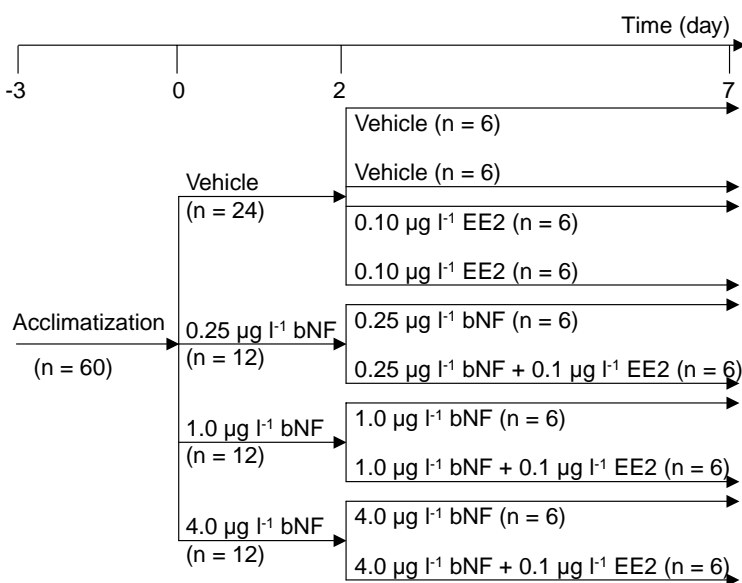 Time (day)
-3 0 2 7
Vehicle (n = 6)
Vehicle (n = 6)
Vehicle
(n = 24)
0.10 µg l⁻¹ EE2 (n = 6)
0.10 µg l⁻¹ EE2 (n = 6)
Acclimatization
(n = 60)
0.25 µg l⁻¹ bNF
(n = 12)
0.25 µg l⁻¹ bNF (n = 6)
0.25 µg l⁻¹ bNF + 0.1 µg l⁻¹ EE2 (n = 6)
1.0 µg l⁻¹ bNF
(n = 12)
1.0 µg l⁻¹ bNF (n = 6)
1.0 µg l⁻¹ bNF + 0.1 µg l⁻¹ EE2 (n = 6)
4.0 µg l⁻¹ bNF
(n = 12)
4.0 µg l⁻¹ bNF (n = 6)
4.0 µg l⁻¹ bNF + 0.1 µg l⁻¹ EE2 (n = 6)